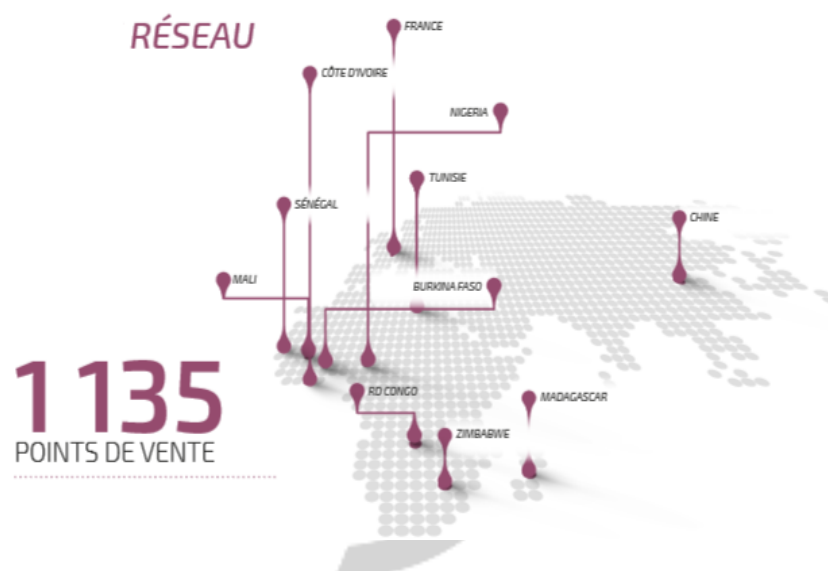 RÉSEAU
FRANCE
CÔTE D'IVOIRE
NIGERIA
TUNISIE
SÉNÉGAL
CHINE
MALI
BURKINA FASO
1 135
POINTS DE VENTE
RD CONGO
MADAGASCAR
ZIMBABWE